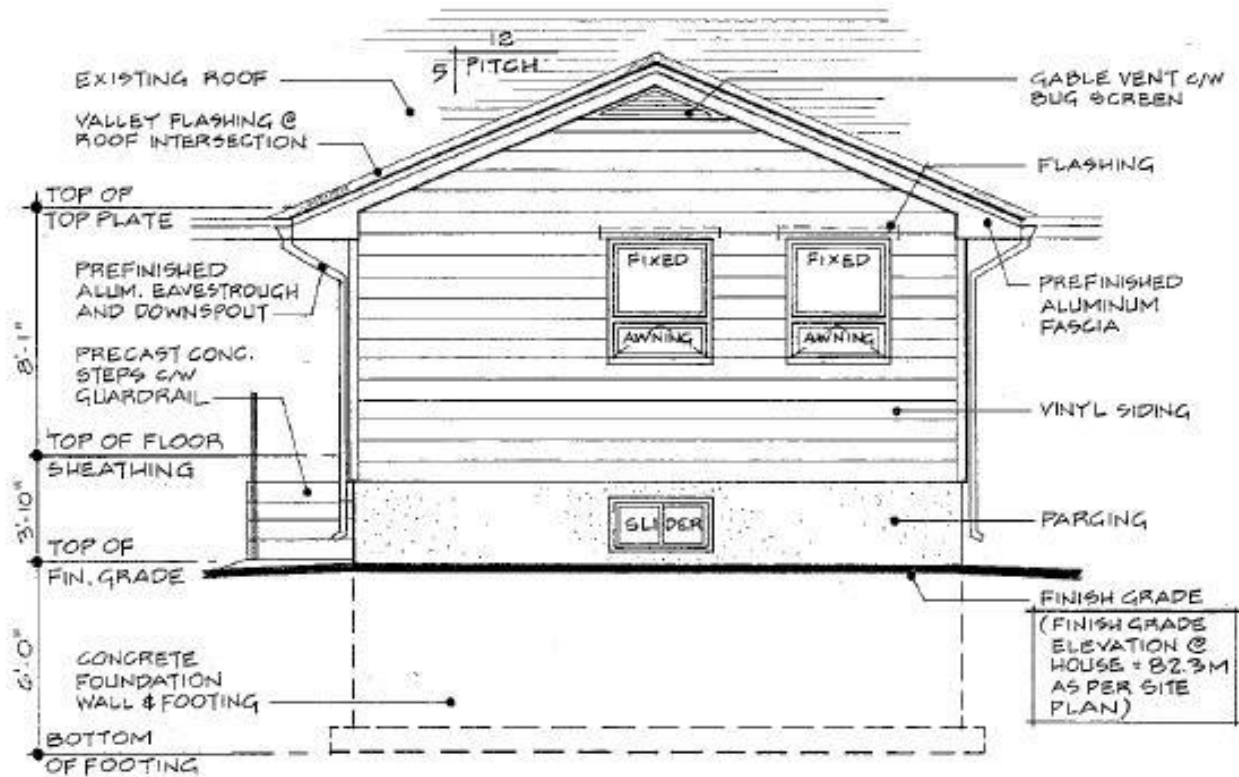 12
5 PITCH
EXISTING ROOF
VALLEY FLASHING @
ROOF INTERSECTION
TOP OF
TOP PLATE
PREFINISHED
ALUM. EAVESTROUGH
AND DOWNSPOUT
8'-1"
PRECAST CONC.
STEPS C/W
GUARDRAIL
TOP OF FLOOR
SHEATHING
3'-10"
TOP OF
FIN. GRADE
6'-0"
CONCRETE
FOUNDATION
WALL & FOOTING
BOTTOM
OF FOOTING
FIXED
FIXED
AWNING
AWNING
SLIDER
GABLE VENT C/W
BUG SCREEN
FLASHING
PREFINISHED
ALUMINUM
FASCIA
VINYL SIDING
PARGING
FINISH GRADE
(FINISH GRADE
ELEVATION @
HOUSE = 82.3M
AS PER SITE
PLAN)